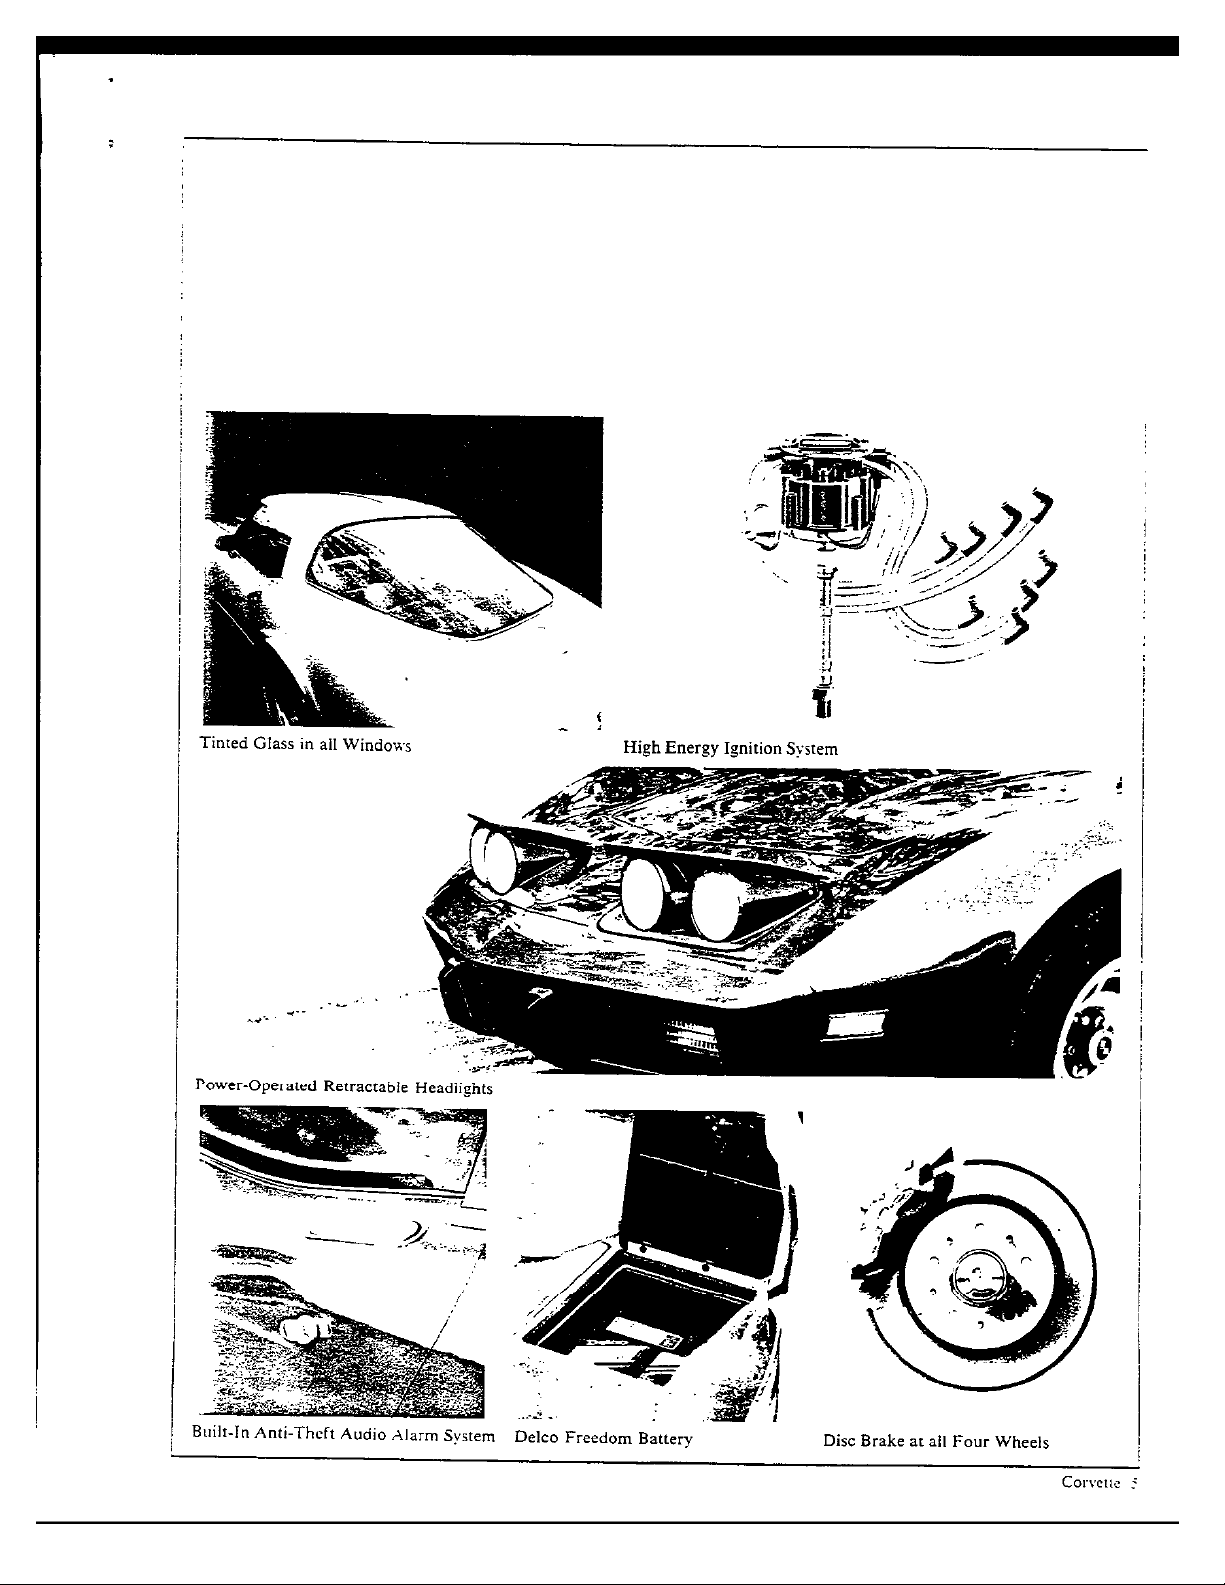 Tinted Glass in all Windows
High Energy Ignition System
Power-Operated Retractable Headlights
Built-In Anti-Theft Audio Alarm System
Delco Freedom Battery
Disc Brake at all Four Wheels
Corvette 5